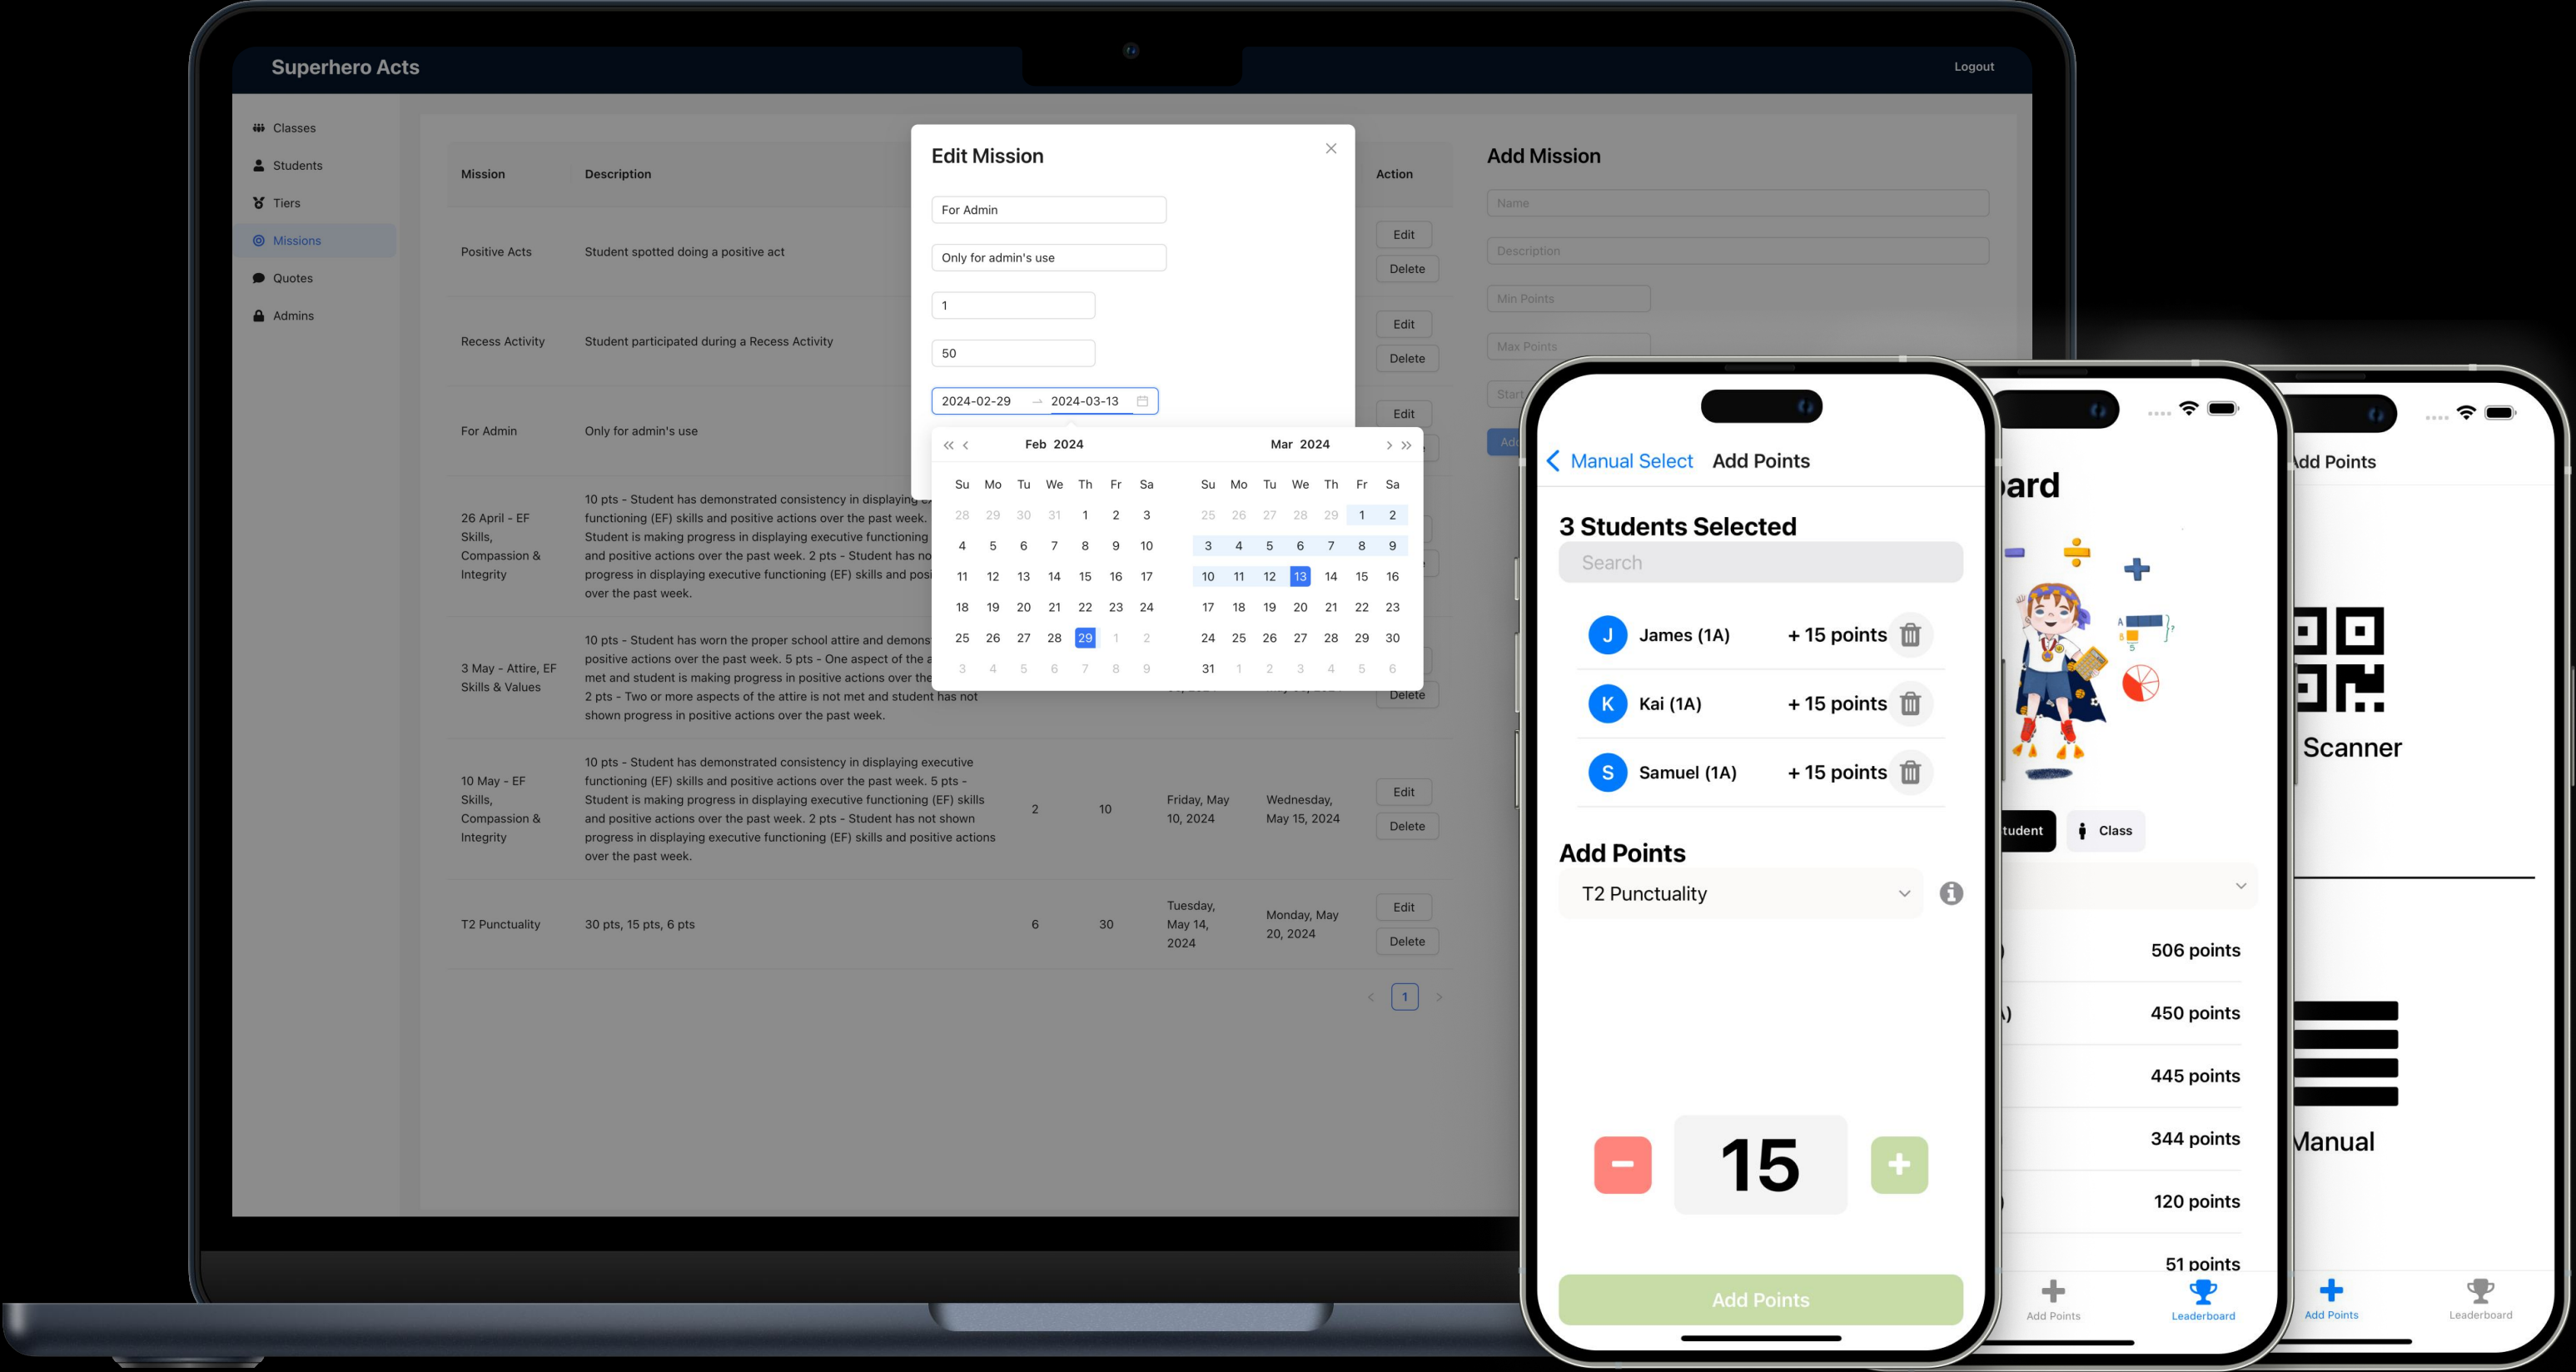 Superhero Acts
Logout
Classes
Students
Tiers
Missions
Quotes
Admins
Mission
Description
Action
Positive Acts
Student spotted doing a positive act
Edit
Delete
Recess Activity
Student participated during a Recess Activity
Edit
Delete
For Admin
Only for admin's use
Edit
26 April - EF
Skills,
Compassion &
Integrity
10 pts - Student has demonstrated consistency in displaying
functioning (EF) skills and positive actions over the past week.
Student is making progress in displaying executive functioning
and positive actions over the past week. 2 pts - Student has
progress in displaying executive functioning (EF) skills and
over the past week.
3 May - Attire, EF
Skills & Values
10 pts - Student has worn the proper school attire and
positive actions over the past week. 5 pts - One aspect of the
met and student is making progress in positive actions over the
2 pts - Two or more aspects of the attire is not met and student has not
shown progress in positive actions over the past week.
Delete
10 May - EF
Skills,
Compassion &
Integrity
10 pts - Student has demonstrated consistency in displaying executive
functioning (EF) skills and positive actions over the past week. 5 pts -
Student is making progress in displaying executive functioning (EF) skills
and positive actions over the past week. 2 pts - Student has not shown
progress in displaying executive functioning (EF) skills and positive actions
over the past week.
2
10
Friday, May
10, 2024
Wednesday,
May 15, 2024
Edit
Delete
T2 Punctuality
30 pts, 15 pts, 6 pts
6
30
Tuesday,
May 14,
2024
Monday, May
20, 2024
Edit
Delete
1
Edit Mission
For Admin
Only for admin's use
1
50
2024-02-29 → 2024-03-13
Feb 2024
Su Mo Tu We Th Fr Sa
28 29 30 31 1 2 3
4 5 6 7 8 9 10
11 12 13 14 15 16 17
18 19 20 21 22 23 24
25 26 27 28 29 1 2
3 4 5 6 7 8 9
Mar 2024
Su Mo Tu We Th Fr Sa
25 26 27 28 29 1 2
3 4 5 6 7 8 9
10 11 12 13 14 15 16
17 18 19 20 21 22 23
24 25 26 27 28 29 30
31 1 2 3 4 5 6
Add Mission
Name
Description
Min Points
Max Points
Start
Manual Select
Add Points
3 Students Selected
Search
J
James (1A)
+ 15 points
K
Kai (1A)
+ 15 points
S
Samuel (1A)
+ 15 points
Add Points
T2 Punctuality
15
Add Points
ard
A
B
5
?
tudent
Class
506 points
450 points
445 points
344 points
120 points
51 points
Add Points
Leaderboard
Add Points
Scanner
Manual
Add Points
Leaderboard